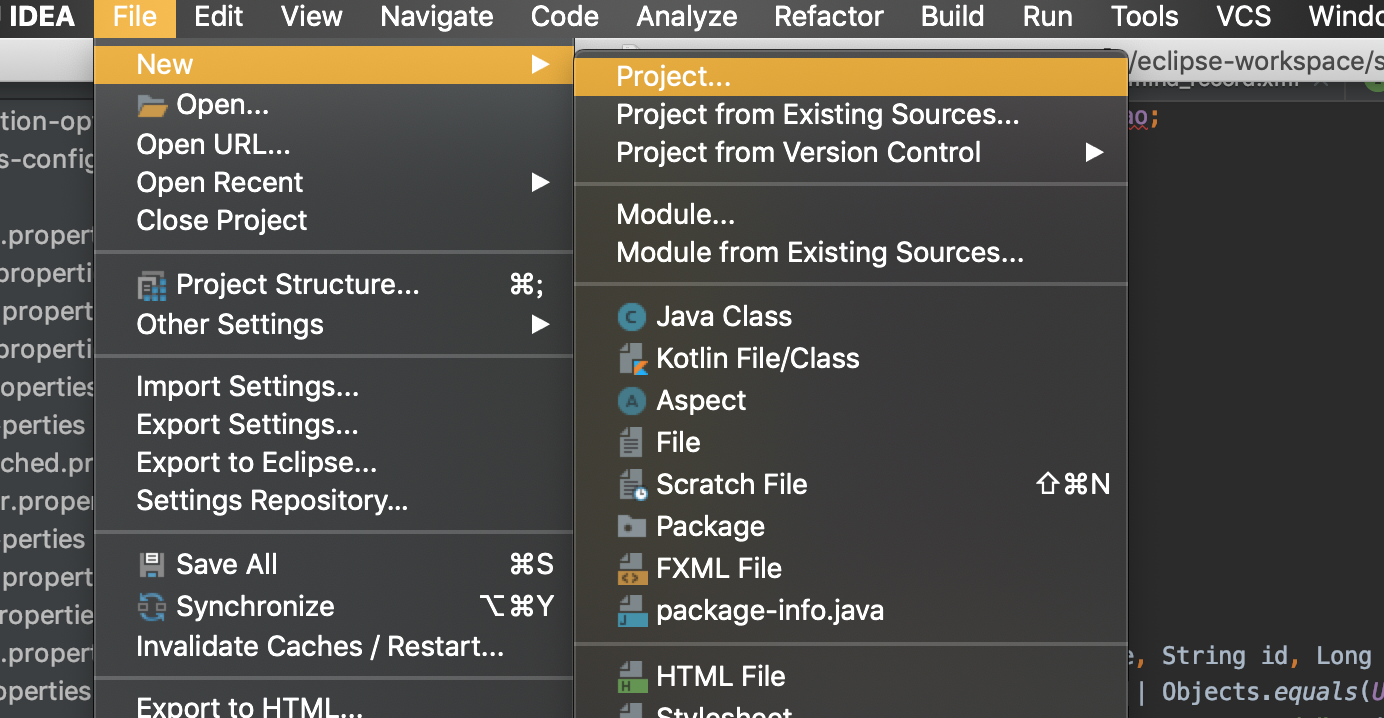 IDEA File Edit View Navigate Code Analyze Refactor Build Run Tools VCS
New
Open...
Open URL...
Open Recent
Close Project
Project Structure... ⌘;
Other Settings
Import Settings...
Export Settings...
Export to Eclipse...
Settings Repository...
Save All ⌘S
Synchronize ⌥⌘Y
Invalidate Caches / Restart...
Export to HTML...
Project...
Project from Existing Sources...
Project from Version Control
Module...
Module from Existing Sources...
Java Class
Kotlin File/Class
Aspect
File
Scratch File ⇧⌘N
Package
FXML File
package-info.java
HTML File
Stylesheet
/eclipse-workspace/s
ao;
tion-op
s-config
.propert
properti
.propert
properti
operties
perties
ched.pr
r.proper
perties
.propert
roperties
.propert
operties
e, String id, Long
| Objects.equals(U